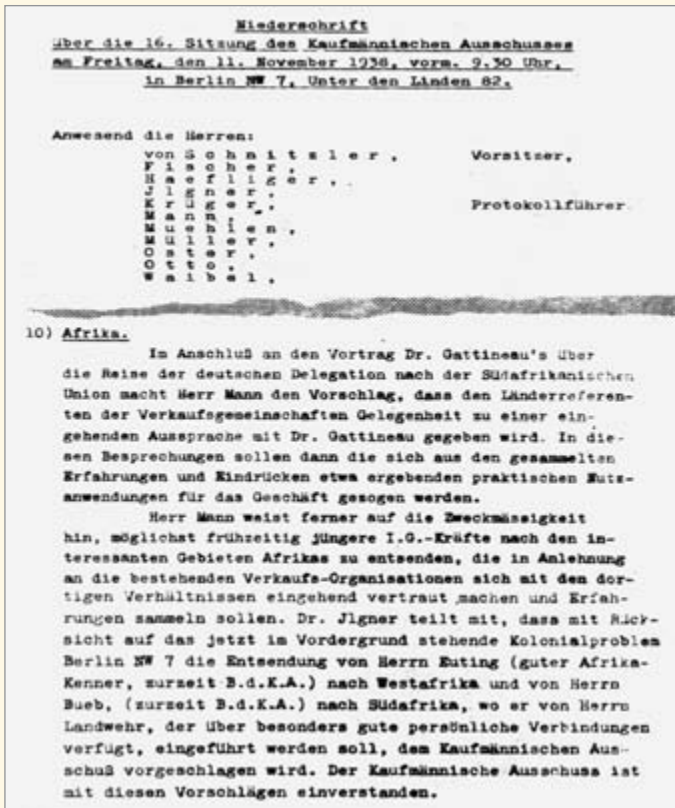 Niederschrift
über die 16. Sitzung des Kaufmännischen Ausschusses
am Freitag, den 11. November 1938, vorm. 9.30 Uhr,
in Berlin NW 7, Unter den Linden 82.
Anwesend die Herren:
von Schnitzler, Vorsitzer,
Fischer,
Haefliger,
Jlgner,
Krüger, Protokollführer
Mann,
Muehlen,
Müller,
Oster,
Otto,
Waibel.
10) Afrika.
Im Anschluß an den Vortrag Dr. Gattineau's über
die Reise der deutschen Delegation nach der Südafrikanischen
Union macht Herr Mann den Vorschlag, dass den Länderreferen-
ten der Verkaufsgemeinschaften Gelegenheit zu einer ein-
gehenden Aussprache mit Dr. Gattineau gegeben wird. In die-
sen Besprechungen sollen dann die sich aus den gesammelten
Erfahrungen und Eindrücken etwa ergebenden praktischen Nutz-
anwendungen für das Geschäft gezogen werden.
Herr Mann weist ferner auf die Zweckmässigkeit
hin, möglichst frühzeitig jüngere I.G.-Kräfte nach den in-
teressanten Gebieten Afrikas zu entsenden, die in Anlehnung
an die bestehenden Verkaufs-Organisationen sich mit den dor-
tigen Verhältnissen eingehend vertraut machen und Erfah-
rungen sammeln sollen. Dr. Jlgner teilt mit, dass mit Rück-
sicht auf das jetzt im Vordergrund stehende Kolonialproblem
Berlin NW 7 die Entsendung von Herrn Euting (guter Afrika-
Kenner, zurzeit B.d.K.A.) nach Westafrika und von Herrn
Bueb, (zurzeit B.d.K.A.) nach Südafrika, wo er von Herrn
Landwehr, der über besonders gute persönliche Verbindungen
verfügt, eingeführt werden soll, dem Kaufmännischen Aus-
schuß vorgeschlagen wird. Der Kaufmännische Ausschuss ist
mit diesen Vorschlägen einverstanden.